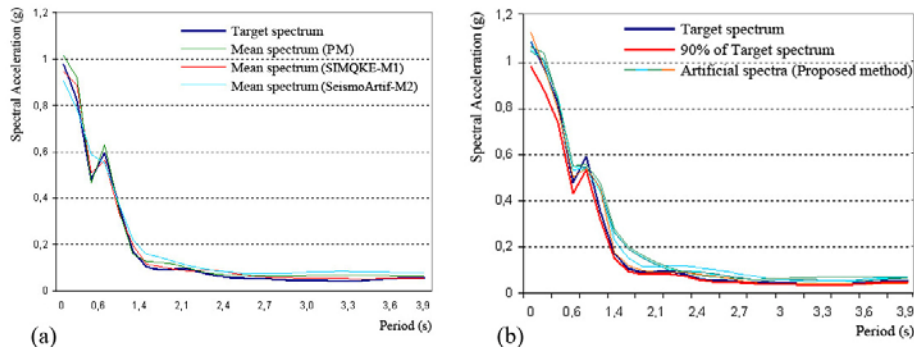 Spectral Acceleration (g)
1,2
1
0,8
0,6
0,4
0,2
0
Target spectrum
Mean spectrum (PM)
Mean spectrum (SIMQKE-M1)
Mean spectrum (SeismoArtif-M2)
0 0,6 1,4 2,1 2,7 3,0 3,3 3,6 3,9
Period (s)
(a)
Spectral Acceleration (g)
1,2
1
0,8
0,6
0,4
0,2
0
Target spectrum
90% of Target spectrum
Artificial spectra (Proposed method)
0 0,6 1,4 2,1 2,4 2,7 3 3,3 3,6 3,9
Period (s)
(b)